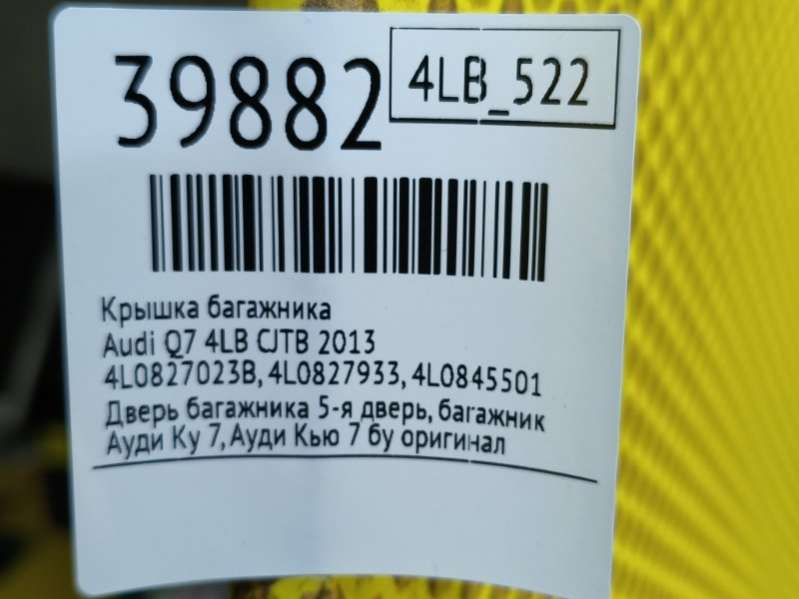 39882
4LB_522
Крышка багажника
Audi Q7 4LB CJTB 2013
4L0827023B, 4L0827933, 4L0845501
Дверь багажника 5-я дверь, багажник
Ауди Ку 7, Ауди Кью 7 бу оригинал